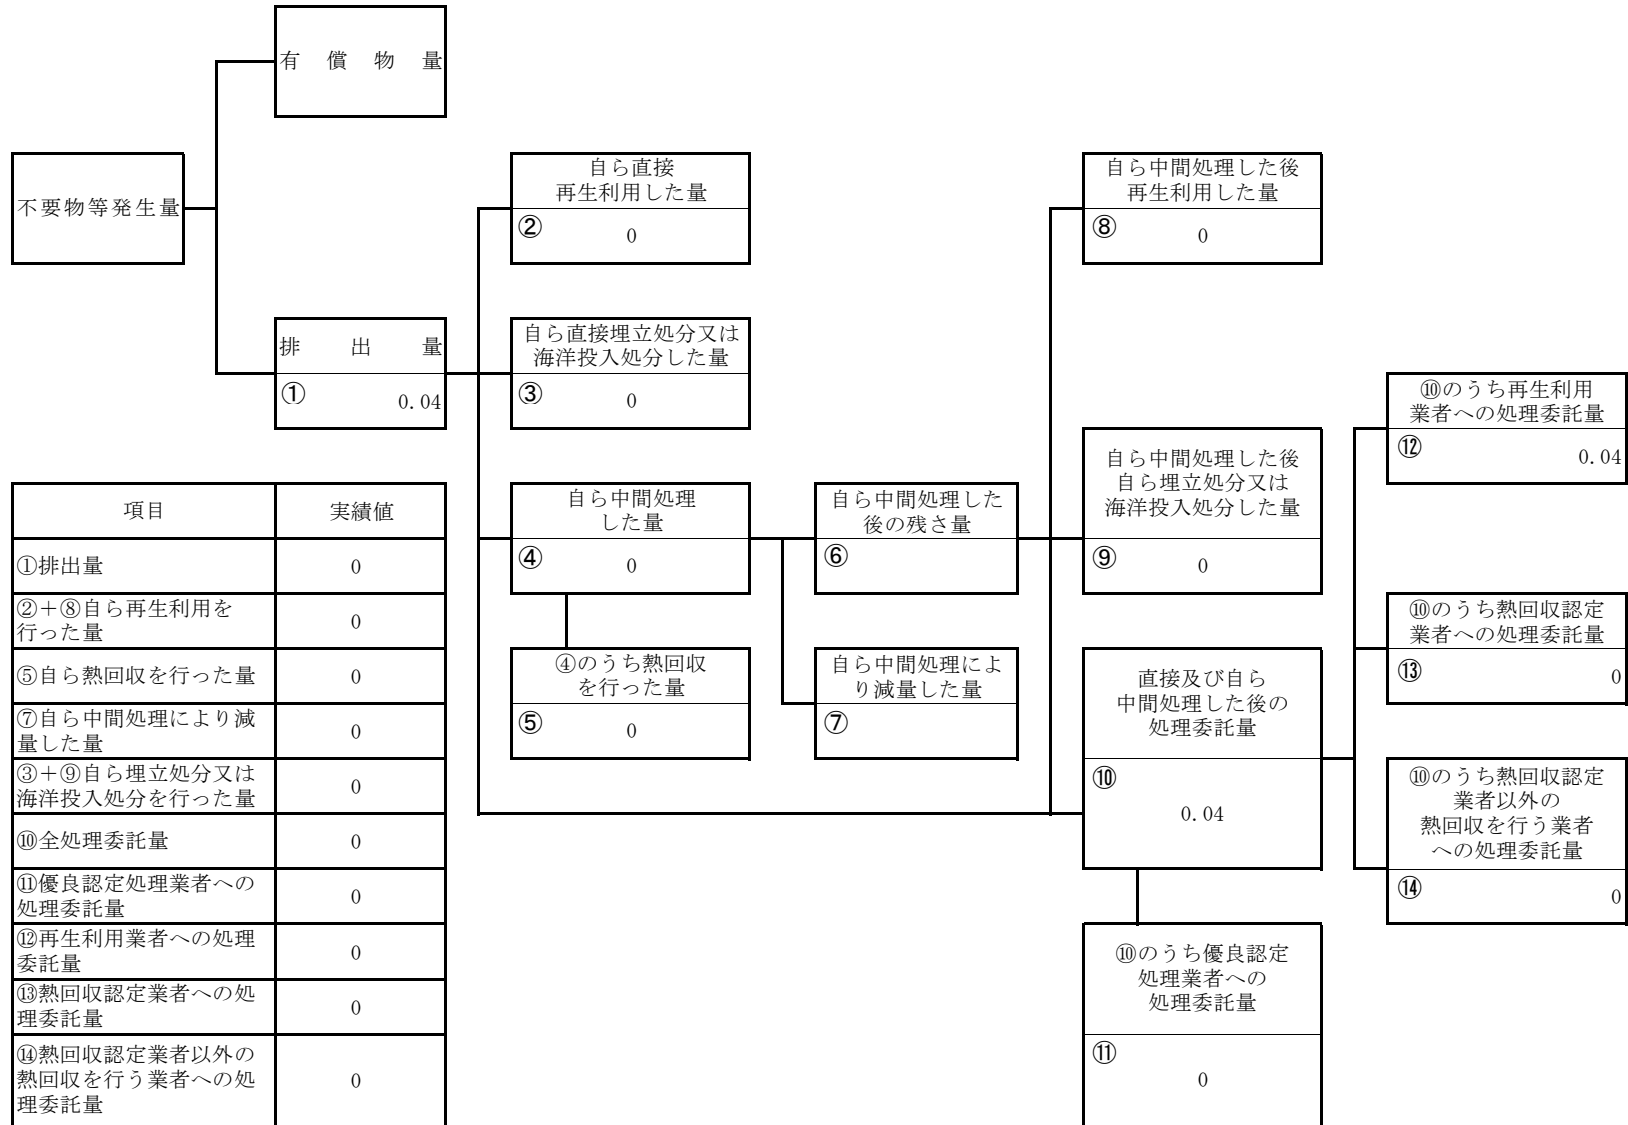 有償物量
不要物等発生量
排出量
① 0.04
自ら直接
再生利用した量
② 0
自ら直接埋立処分又は
海洋投入処分した量
③ 0
自ら中間処理
した量
④ 0
④のうち熱回収
を行った量
⑤ 0
自ら中間処理した
後の残さ量
⑥
自ら中間処理によ
り減量した量
⑦
自ら中間処理した後
再生利用した量
⑧ 0
自ら中間処理した後
自ら埋立処分又は
海洋投入処分した量
⑨ 0
直接及び自ら
中間処理した後の
処理委託量
⑩
0.04
⑩のうち優良認定
処理業者への
処理委託量
⑪
0
⑩のうち再生利用
業者への処理委託量
⑫ 0.04
⑩のうち熱回収認定
業者への処理委託量
⑬ 0
⑩のうち熱回収認定
業者以外の
熱回収を行う業者
への処理委託量
⑭ 0
項目 実績値
①排出量 0
②＋⑧自ら再生利用を
行った量 0
⑤自ら熱回収を行った量 0
⑦自ら中間処理により減
量した量 0
③＋⑨自ら埋立処分又は
海洋投入処分を行った量 0
⑩全処理委託量 0
⑪優良認定処理業者への
処理委託量 0
⑫再生利用業者への処理
委託量 0
⑬熱回収認定業者への処
理委託量 0
⑭熱回収認定業者以外の
熱回収を行う業者への処 0
理委託量